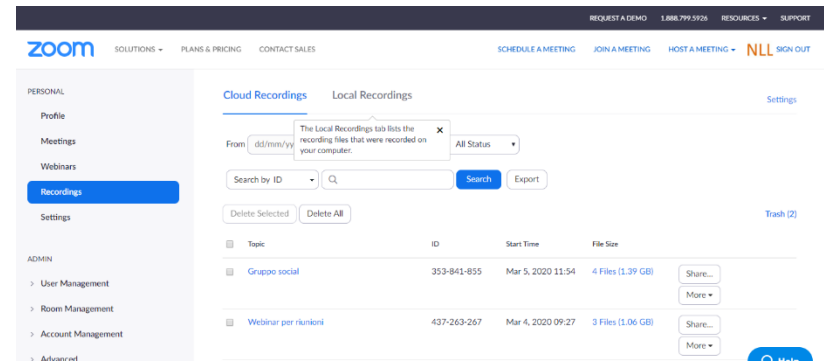 REQUEST A DEMO 1.888.799.5926 RESOURCES SUPPORT
zoom SOLUTIONS PLANS & PRICING CONTACT SALES SCHEDULE A MEETING JOIN A MEETING HOST A MEETING NLL SIGN OUT
PERSONAL
Profile
Meetings
Webinars
Recordings
Settings
ADMIN
User Management
Room Management
Account Management
Advanced
Cloud Recordings Local Recordings Settings
The Local Recordings tab lists the
recording files that were recorded on
your computer.
x
From dd/mm/yy All Status
Search by ID Search Export
Delete Selected Delete All Trash (2)
Topic ID Start Time File Size
Gruppo social 353-841-855 Mar 5, 2020 11:54 4 Files (1.39 GB) Share...
More
Webinar per riunioni 437-263-267 Mar 4, 2020 09:27 3 Files (1.06 GB) Share...
More
Help